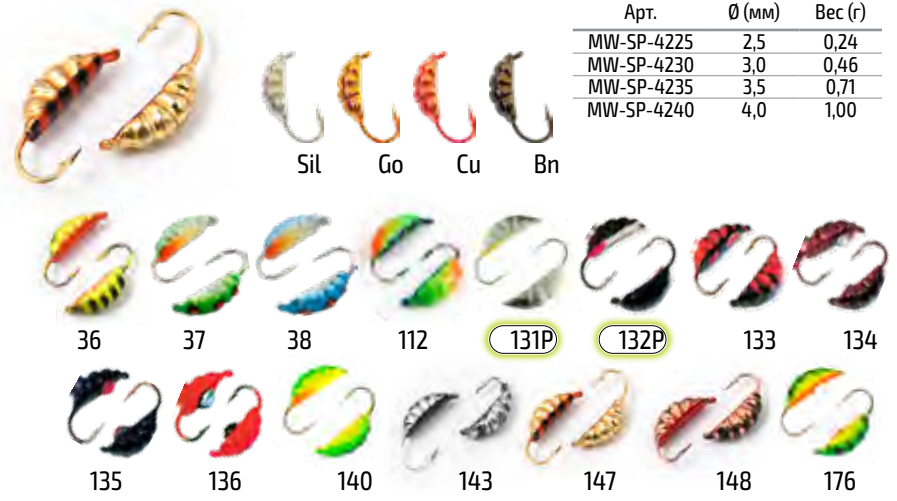 Арт. Ø (мм) Вес (г)
MW-SP-4225 2,5 0,24
MW-SP-4230 3,0 0,46
MW-SP-4235 3,5 0,71
MW-SP-4240 4,0 1,00
Sil Go Cu Bn
36 37 38 112 131P 132P 133 134
135 136 140 143 147 148 176